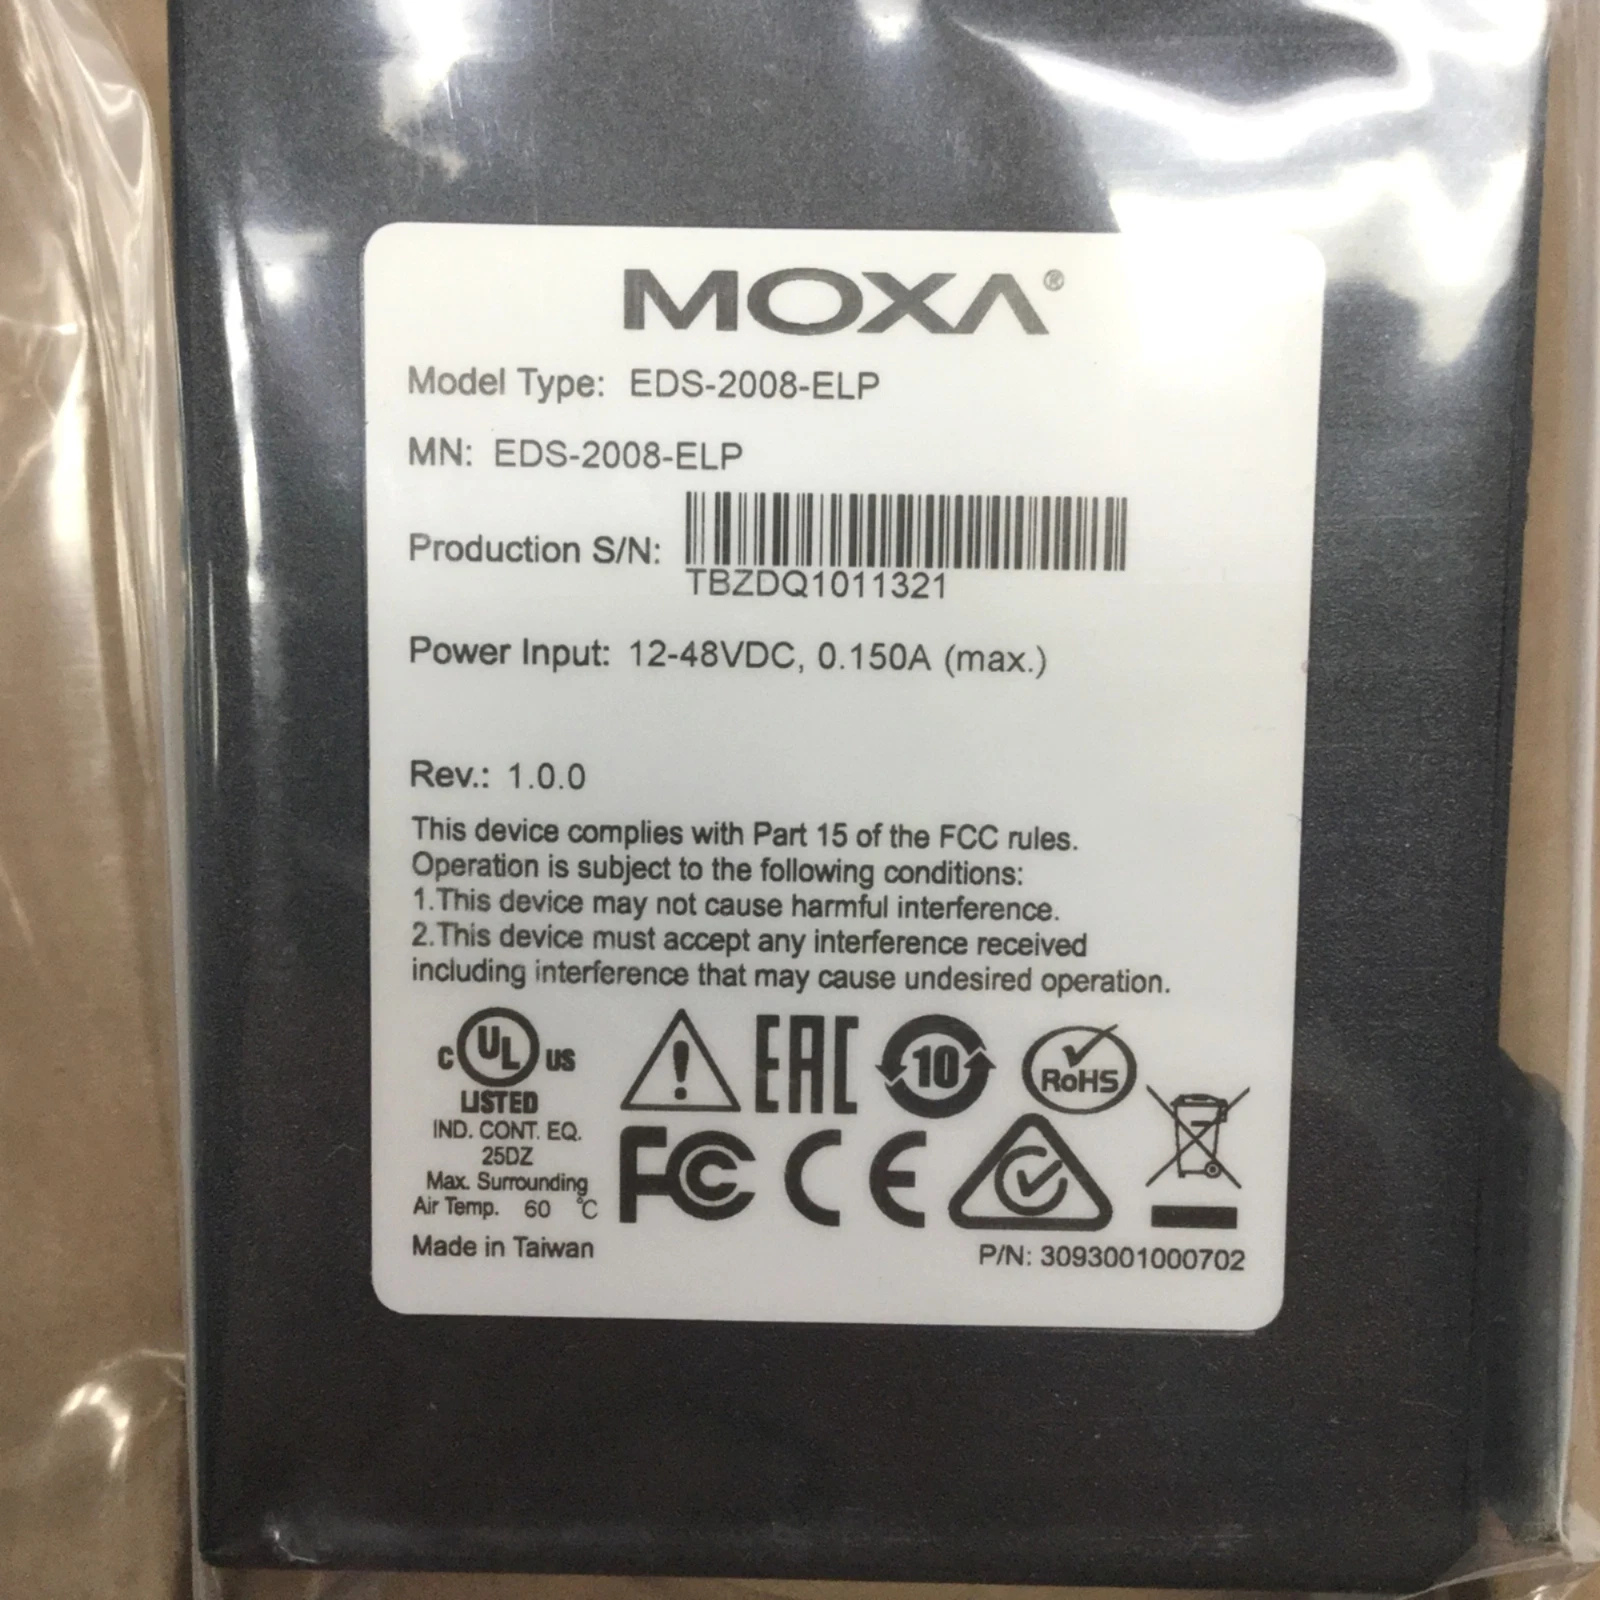 MOXA®
Model Type: EDS-2008-ELP
MN: EDS-2008-ELP
Production S/N:
TBZDQ1011321
Power Input: 12-48VDC, 0.150A (max.)
Rev.: 1.0.0
This device complies with Part 15 of the FCC rules.
Operation is subject to the following conditions:
1.This device may not cause harmful interference.
2.This device must accept any interference received
including interference that may cause undesired operation.
C UL US
LISTED
IND. CONT. EQ.
25DZ
Max. Surrounding
Air Temp. 60 °C
Made in Taiwan
! EAC 10 RoHS
FC CE
P/N: 3093001000702